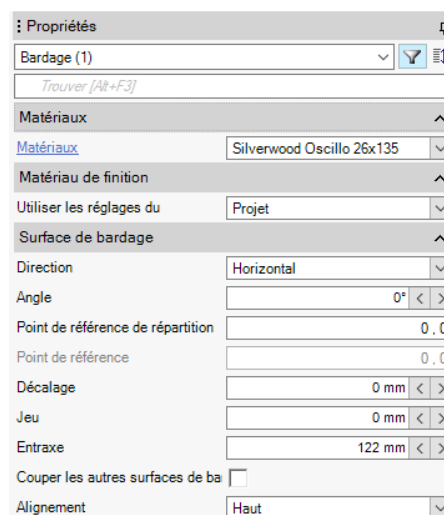 Propriétés
Bardage (1)
Trouver [Alt+F3]
Matériaux
Matériaux Silverwood Oscillo 26x135
Matériau de finition
Utiliser les réglages du Projet
Surface de bardage
Direction Horizontal
Angle 0°
Point de référence de répartition 0 , 0
Point de référence 0 , 0
Décalage 0 mm
Jeu 0 mm
Entraxe 122 mm
Couper les autres surfaces de ba
Alignement Haut